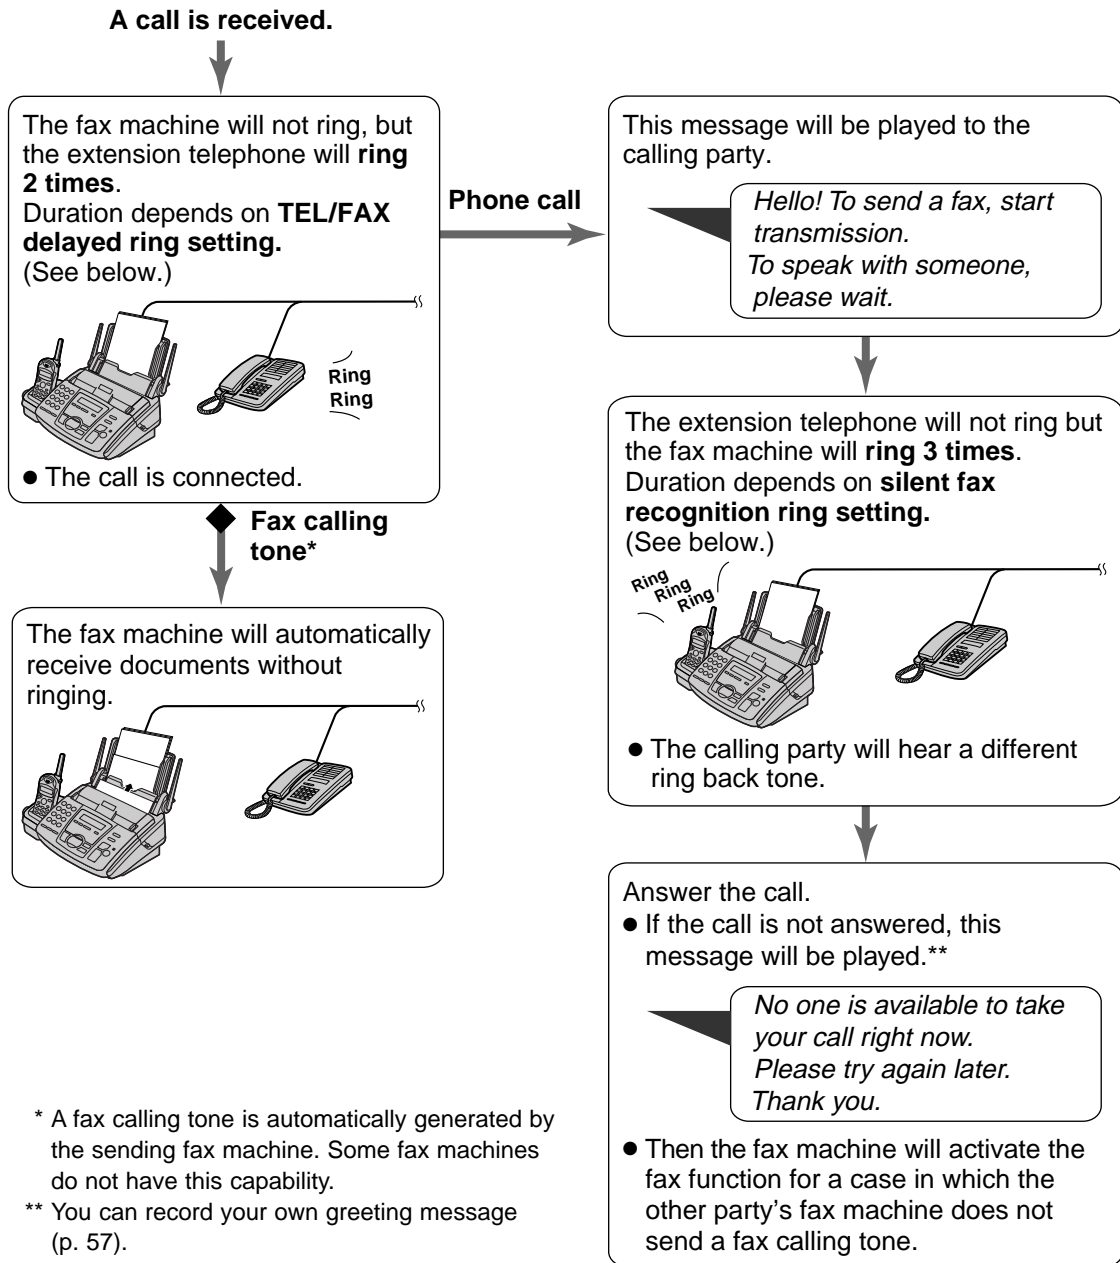 A call is received.
The fax machine will not ring, but
the extension telephone will ring
2 times.
Duration depends on TEL/FAX
delayed ring setting.
(See below.)
Ring
Ring
● The call is connected.
Phone call
Fax calling
tone*
The fax machine will automatically
receive documents without
ringing.
This message will be played to the
calling party.
Hello! To send a fax, start
transmission.
To speak with someone,
please wait.
The extension telephone will not ring but
the fax machine will ring 3 times.
Duration depends on silent fax
recognition ring setting.
(See below.)
Ring
Ring
Ring
● The calling party will hear a different
ring back tone.
Answer the call.
● If the call is not answered, this
message will be played.**
No one is available to take
your call right now.
Please try again later.
Thank you.
● Then the fax machine will activate the
fax function for a case in which the
other party's fax machine does not
send a fax calling tone.
* A fax calling tone is automatically generated by
the sending fax machine. Some fax machines
do not have this capability.
** You can record your own greeting message
(p. 57).